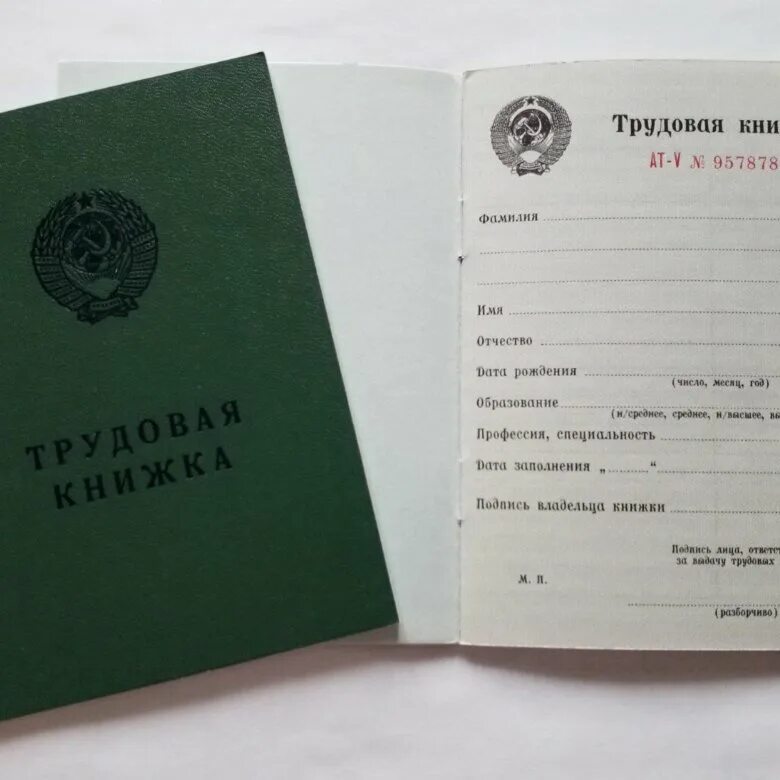 ТРУДОВАЯ
КНИЖКА
Трудовая кни
АТ-V № 957878
Фамилия
Имя
Отчество
Дата рождения
(число, месяц, год)
Образование
(н/среднее, среднее, н/высшее, вы
Профессия, специальность
Дата заполнения „ “
Подпись владельца книжки
Подпись лица, ответст
за выдачу трудовых
М. П.
(разборчиво)